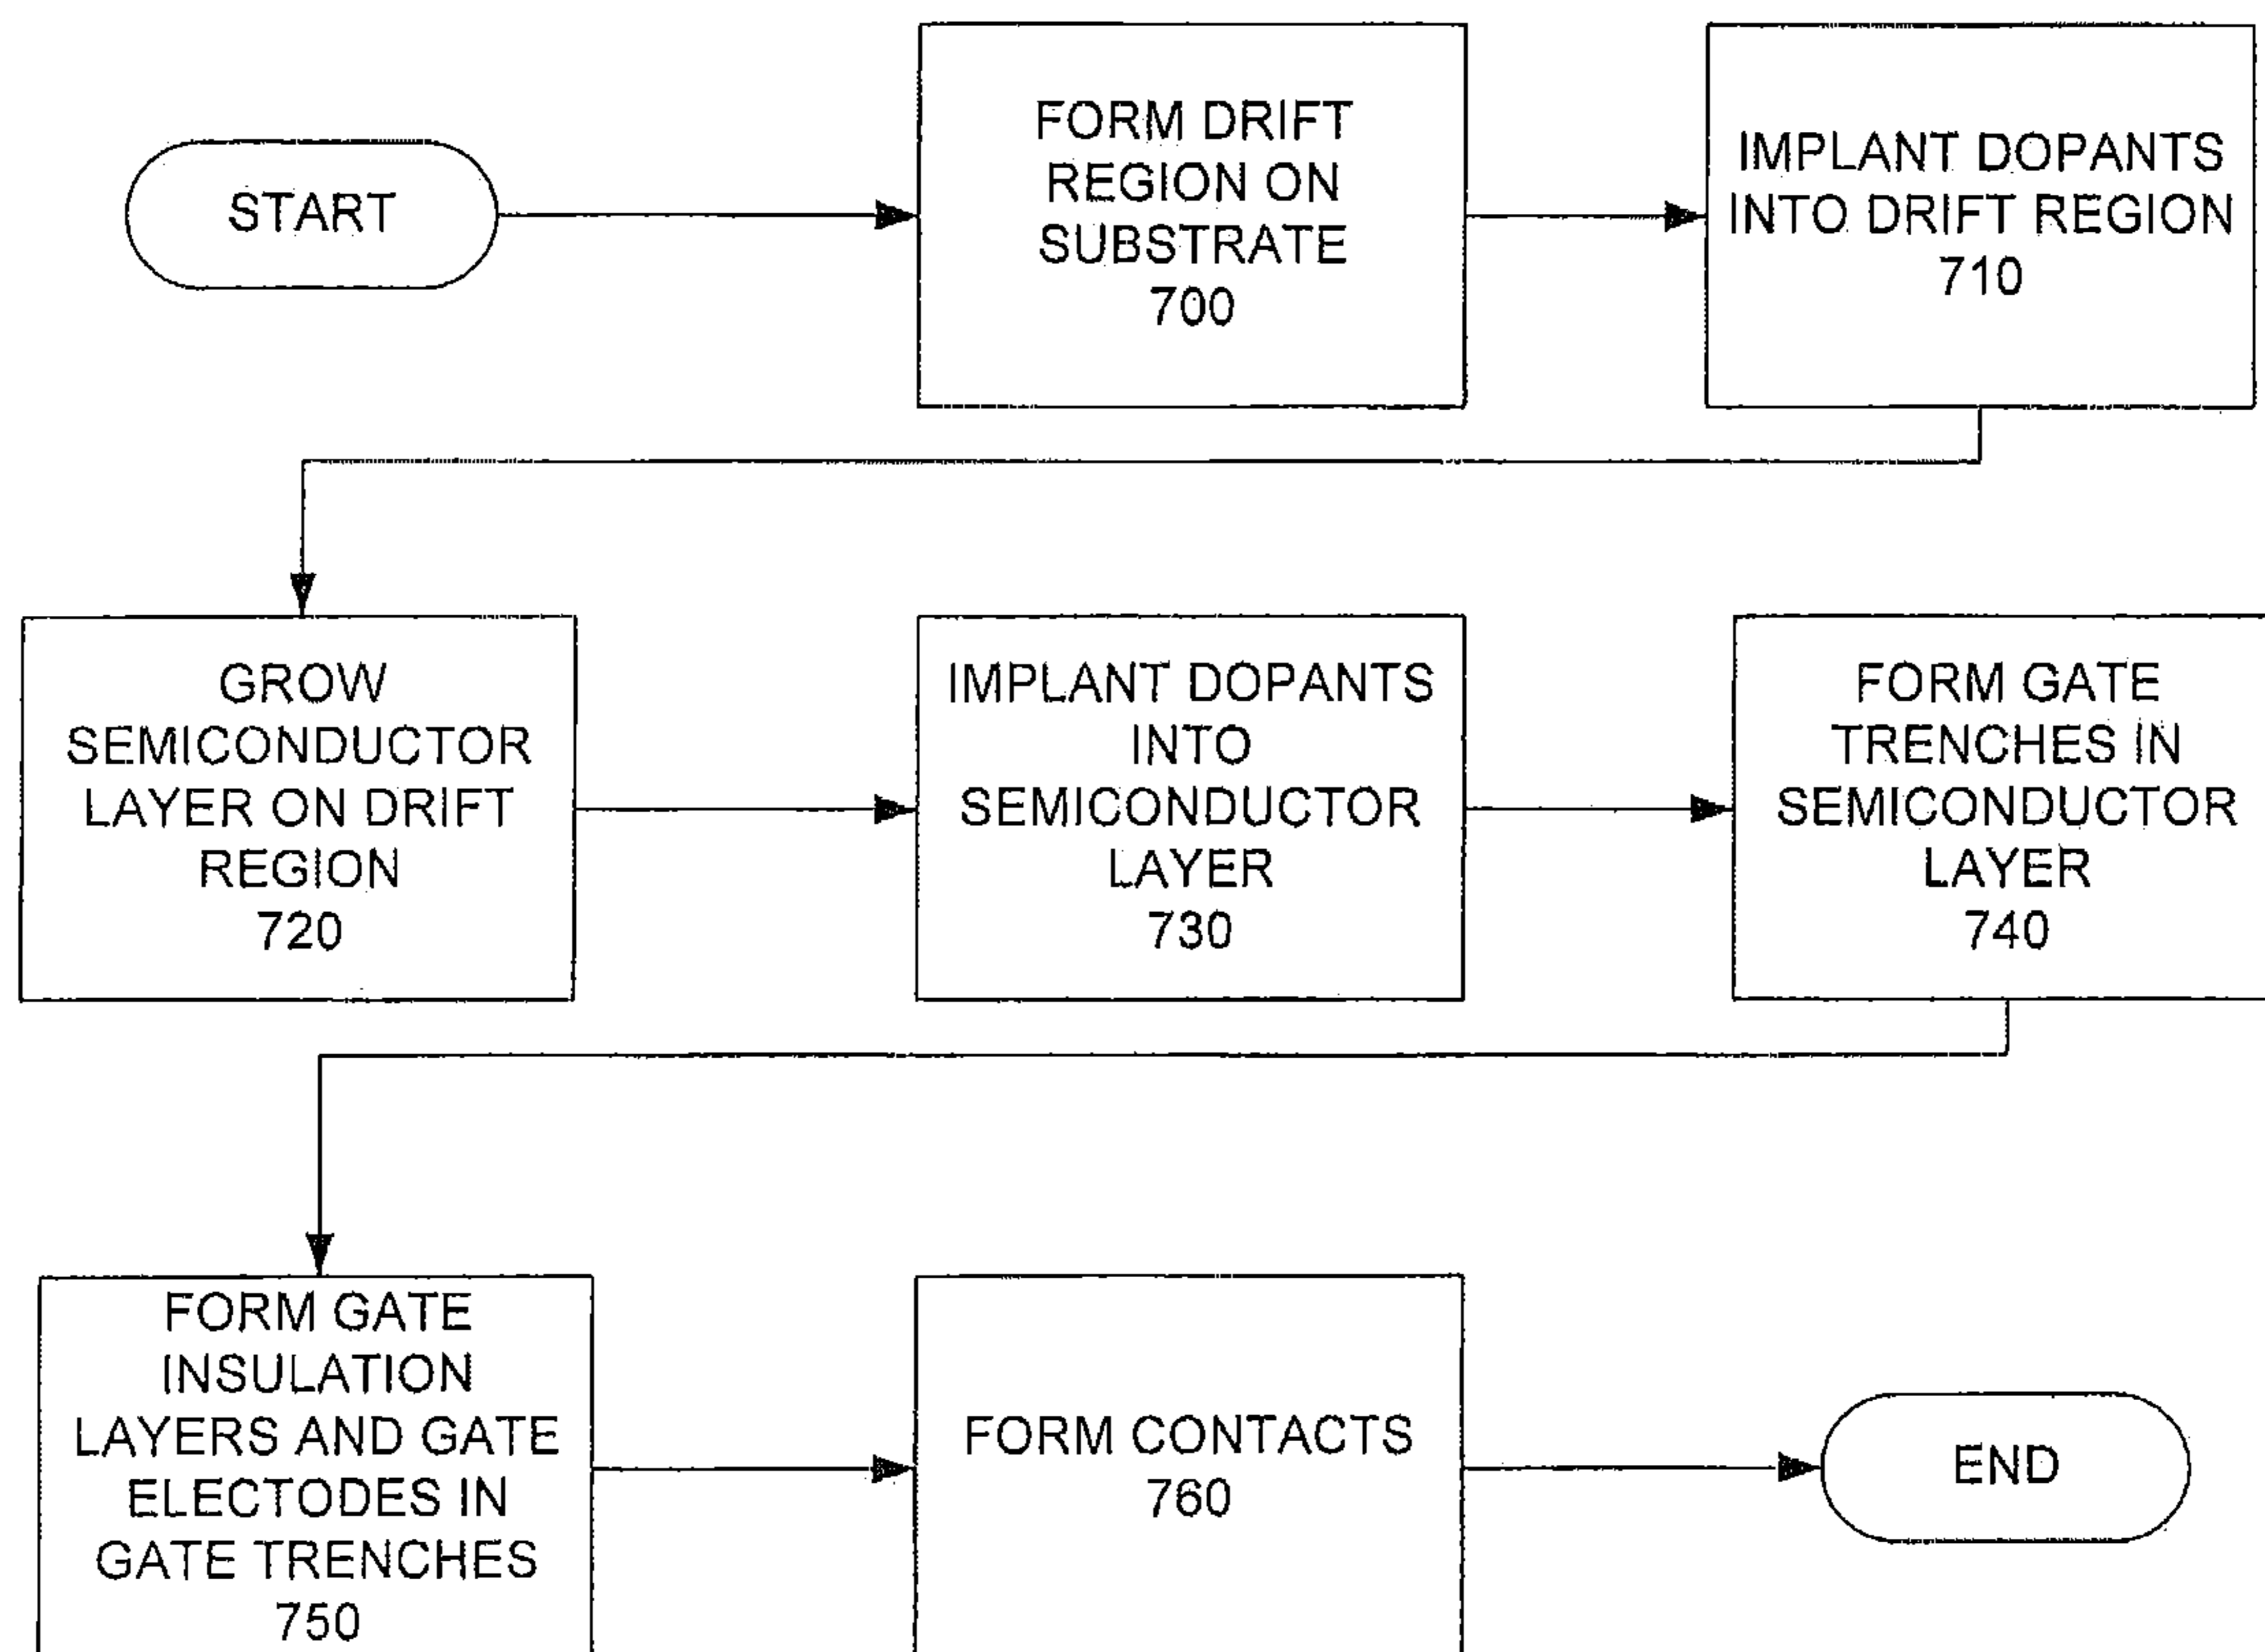 START
FORM DRIFT
REGION ON
SUBSTRATE
700
IMPLANT DOPANTS
INTO DRIFT REGION
710
GROW
SEMICONDUCTOR
LAYER ON DRIFT
REGION
720
IMPLANT DOPANTS
INTO
SEMICONDUCTOR
LAYER
730
FORM GATE
TRENCHES IN
SEMICONDUCTOR
LAYER
740
FORM GATE
INSULATION
LAYERS AND GATE
ELECTODES IN
GATE TRENCHES
750
FORM CONTACTS
760
END